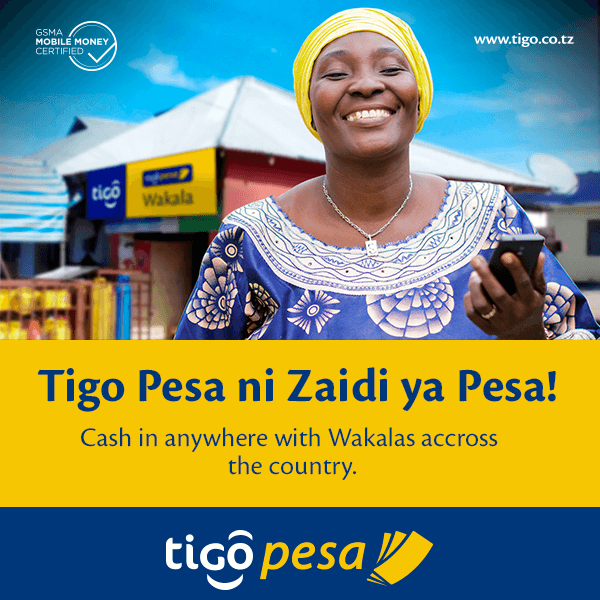 GSMA
MOBILE MONEY
CERTIFIED
www.tigo.co.tz
tigo
tigopesa
Wakala
Tigo Pesa ni Zaidi ya Pesa!
Cash in anywhere with Wakalas accross
the country.
tigo pesa